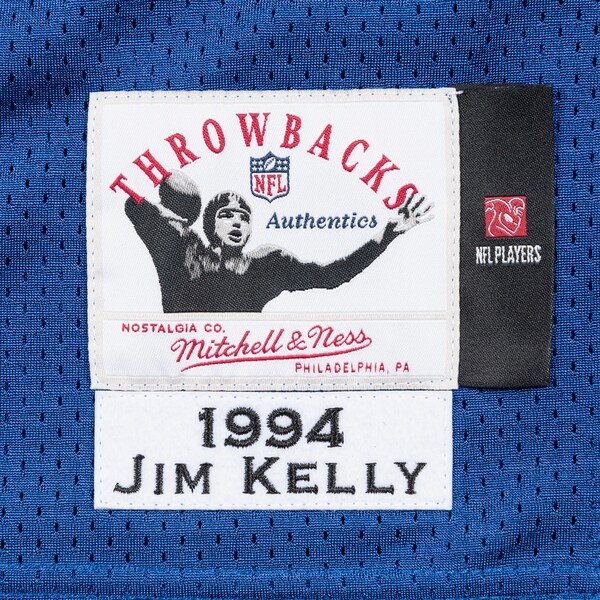 THROWBACKS
NFL
Authentics
NFL PLAYERS
NOSTALGIA CO.
Mitchell & Ness
PHILADELPHIA, PA
1994
JIM KELLY